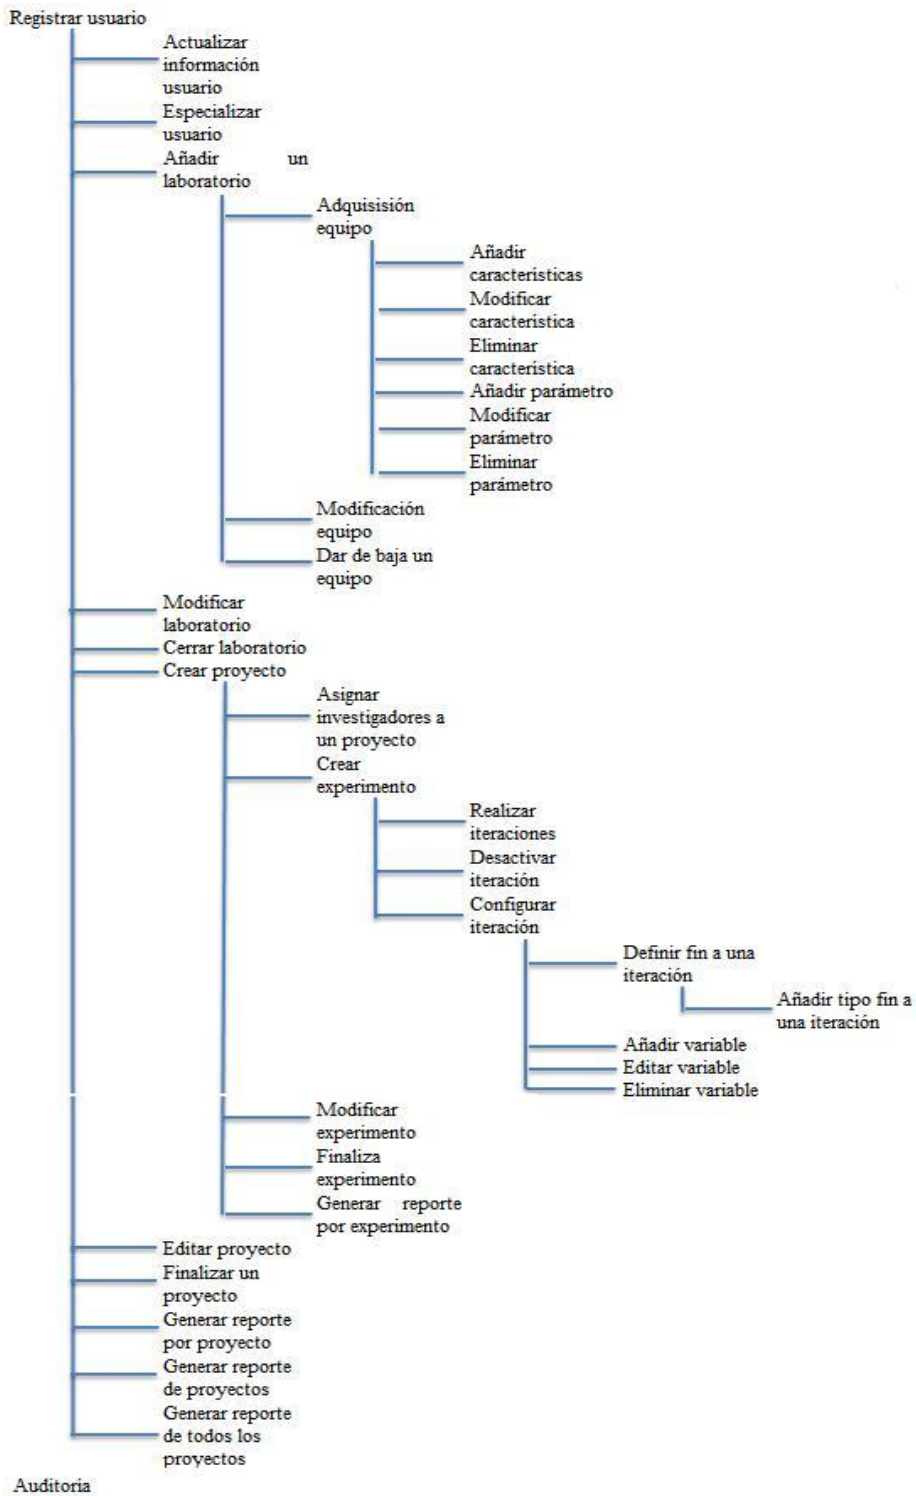 Registrar usuario
Actualizar
información
usuario
Especializar
usuario
Añadir un
laboratorio
Adquisisión
equipo
Añadir
características
Modificar
característica
Eliminar
característica
Añadir parámetro
Modificar
parámetro
Eliminar
parámetro
Modificación
equipo
Dar de baja un
equipo
Modificar
laboratorio
Cerrar laboratorio
Crear proyecto
Asignar
investigadores a
un proyecto
Crear
experimento
Realizar
iteraciones
Desactivar
iteración
Configurar
iteración
Definir fin a una
iteración
Añadir tipo fin a
una iteración
Añadir variable
Editar variable
Eliminar variable
Modificar
experimento
Finaliza
experimento
Generar reporte
por experimento
Editar proyecto
Finalizar un
proyecto
Generar reporte
por proyecto
Generar reporte
de proyectos
Generar reporte
de todos los
proyectos
Auditoria